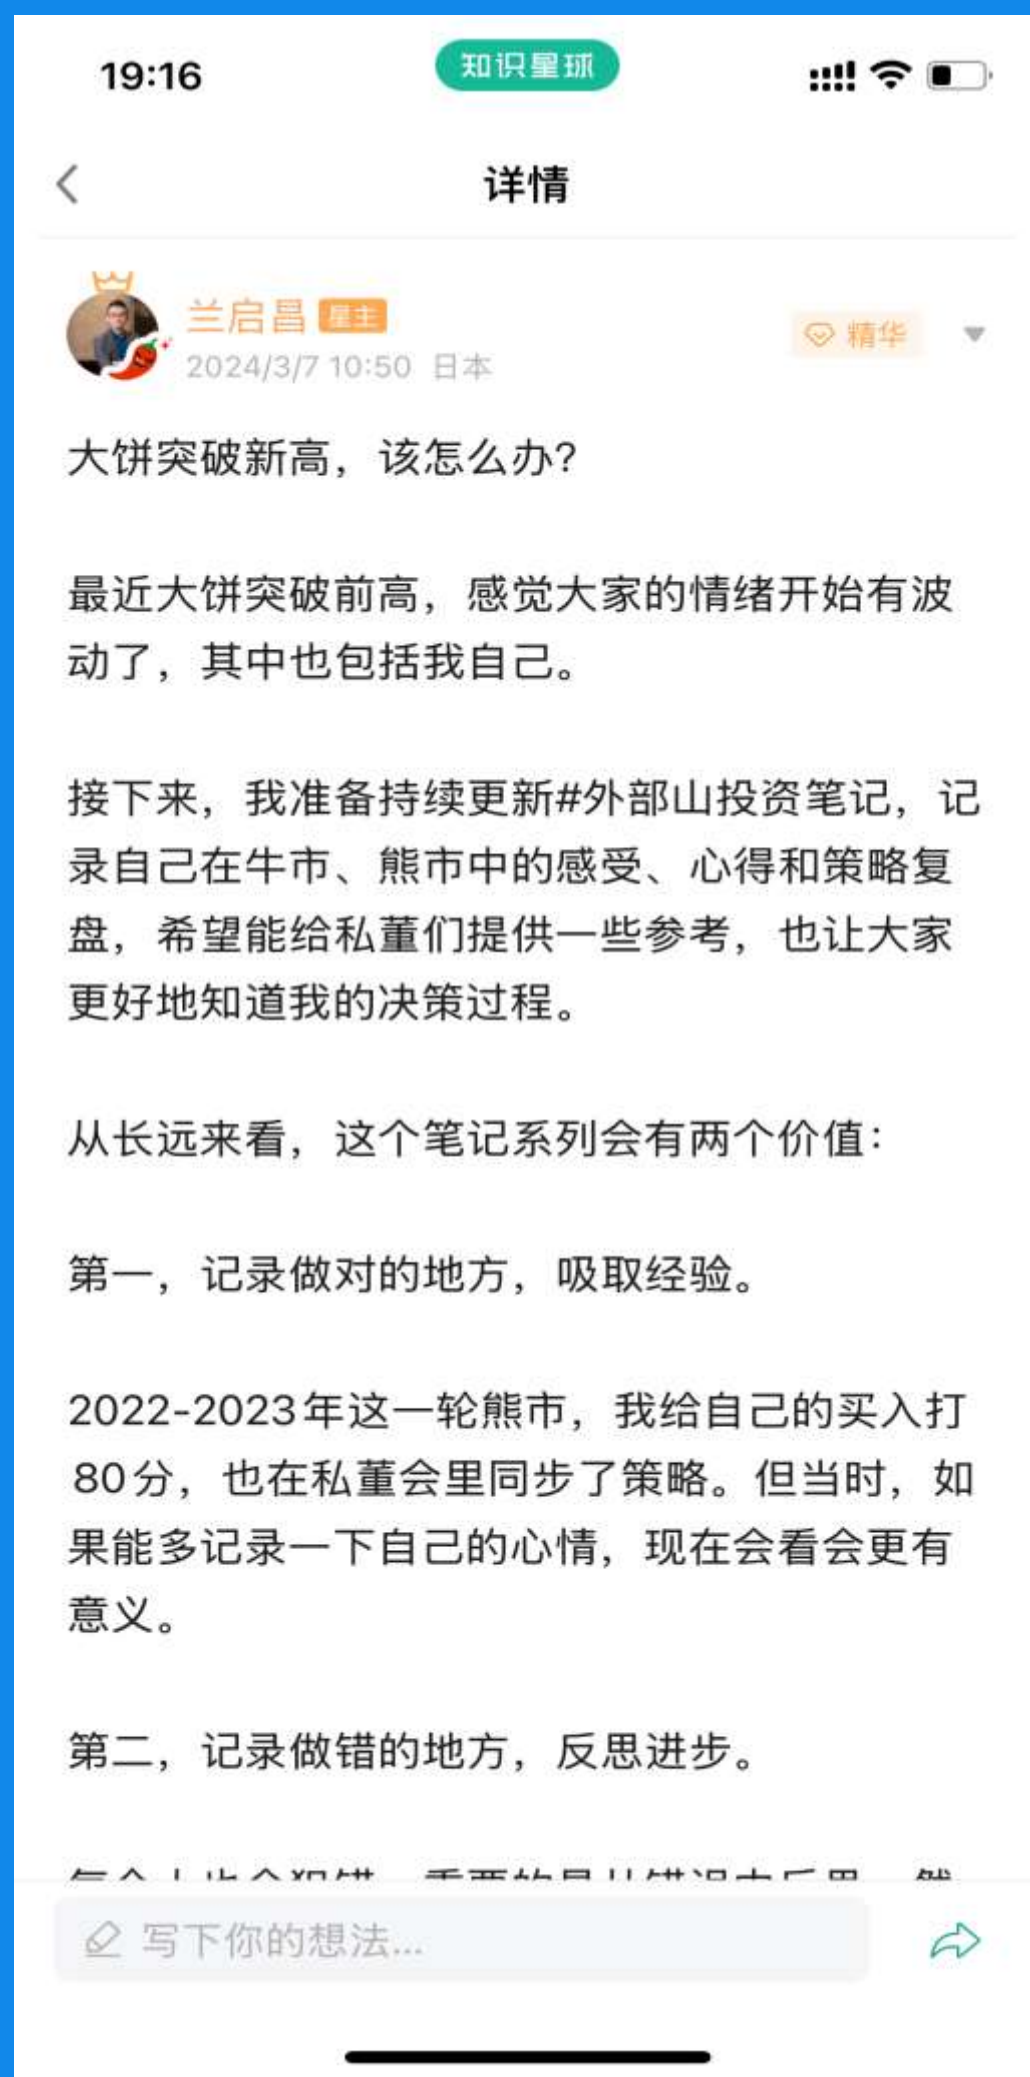 19:16
知识星球
详情
兰启昌 星主
精华
2024/3/7 10:50 日本
大饼突破新高，该怎么办？
最近大饼突破前高，感觉大家的情绪开始有波
动了，其中也包括我自己。
接下来，我准备持续更新#外部山投资笔记，记
录自己在牛市、熊市中的感受、心得和策略复
盘，希望能给私董们提供一些参考，也让大家
更好地知道我的决策过程。
从长远来看，这个笔记系列会有两个价值：
第一，记录做对的地方，吸取经验。
2022-2023年这一轮熊市，我给自己的买入打
80分，也在私董会里同步了策略。但当时，如
果能多记录一下自己的心情，现在会看会更有
意义。
第二，记录做错的地方，反思进步。
写下你的想法...